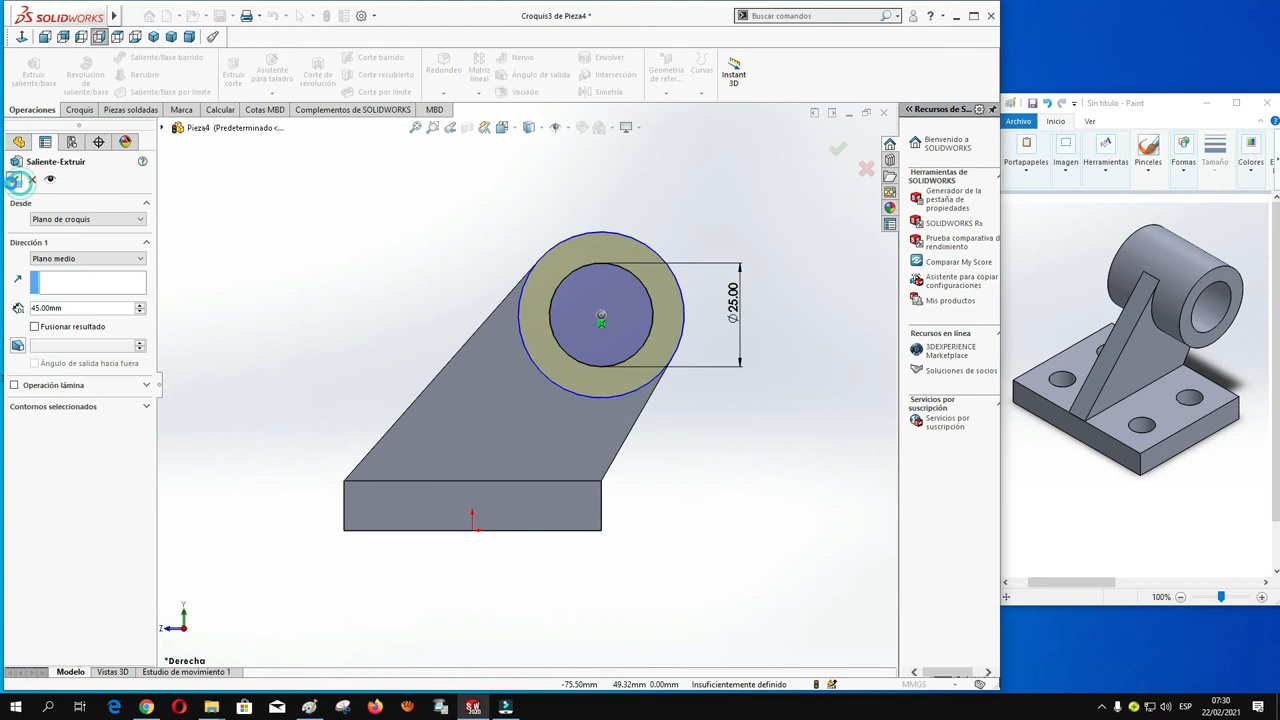 SOLIDWORKS
Croquis3 de Pieza4 *
Buscar comandos
Extruir saliente/base
Revolución de saliente/base
Saliente/Base barrido
Recubrir
Saliente/Base por límite
Extruir corte
Asistente para taladro
Corte de revolución
Corte barrido
Corte recubierto
Corte por límite
Redondeo
Matriz lineal
Nervio
Ángulo de salida
Vaciado
Envolver
Intersección
Simetría
Geometría de refer...
Curvas
Instant 3D
Operaciones
Croquis
Piezas soldadas
Marca
Calcular
Cotas MBD
Complementos de SOLIDWORKS
MBD
Pieza4 (Predeterminado<...
Saliente-Extruir
Desde
Plano de croquis
Dirección 1
Plano medio
45.00mm
Fusionar resultado
Ángulo de salida hacia fuera
Operación lámina
Contornos seleccionados
Ø25.00
Y
Z
*Derecha
Recursos de S...
Bienvenido a
SOLIDWORKS
Herramientas de
SOLIDWORKS
Generador de la
pestaña de
propiedades
SOLIDWORKS Rx
Prueba comparativa d
rendimiento
Comparar My Score
Asistente para copiar
configuraciones
Mis productos
Recursos en línea
3DEXPERIENCE
Marketplace
Soluciones de socios
Servicios por
suscripción
Servicios por
suscripción
Modelo
Vistas 3D
Estudio de movimiento 1
-75.50mm
49.32mm
0.00mm
Insuficientemente definido
MMGS
Sin título - Paint
Archivo
Inicio
Ver
Portapapeles
Imagen
Herramientas
Pinceles
Formas
Tamaño
Colores
100%
ESP
07:30
22/02/2021